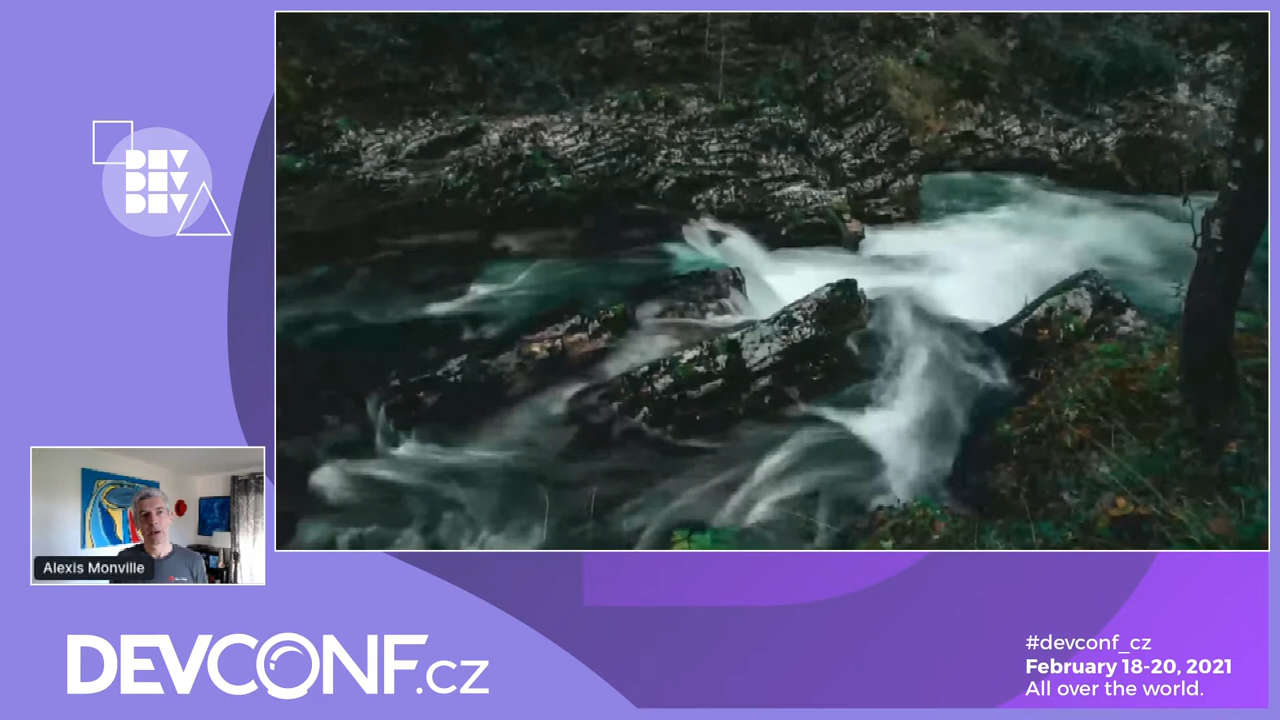 DEV
DEV
DEV
Alexis Monville
DEVCONF.cz
#devconf_cz
February 18-20, 2021
All over the world.